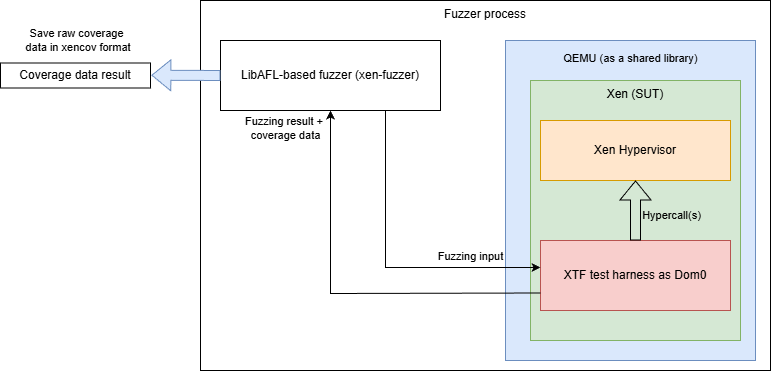 Fuzzer process
Save raw coverage
data in xencov format
Coverage data result
LibAFL-based fuzzer (xen-fuzzer)
QEMU (as a shared library)
Xen (SUT)
Fuzzing result +
coverage data
Xen Hypervisor
Hypercall(s)
Fuzzing input
XTF test harness as Dom0